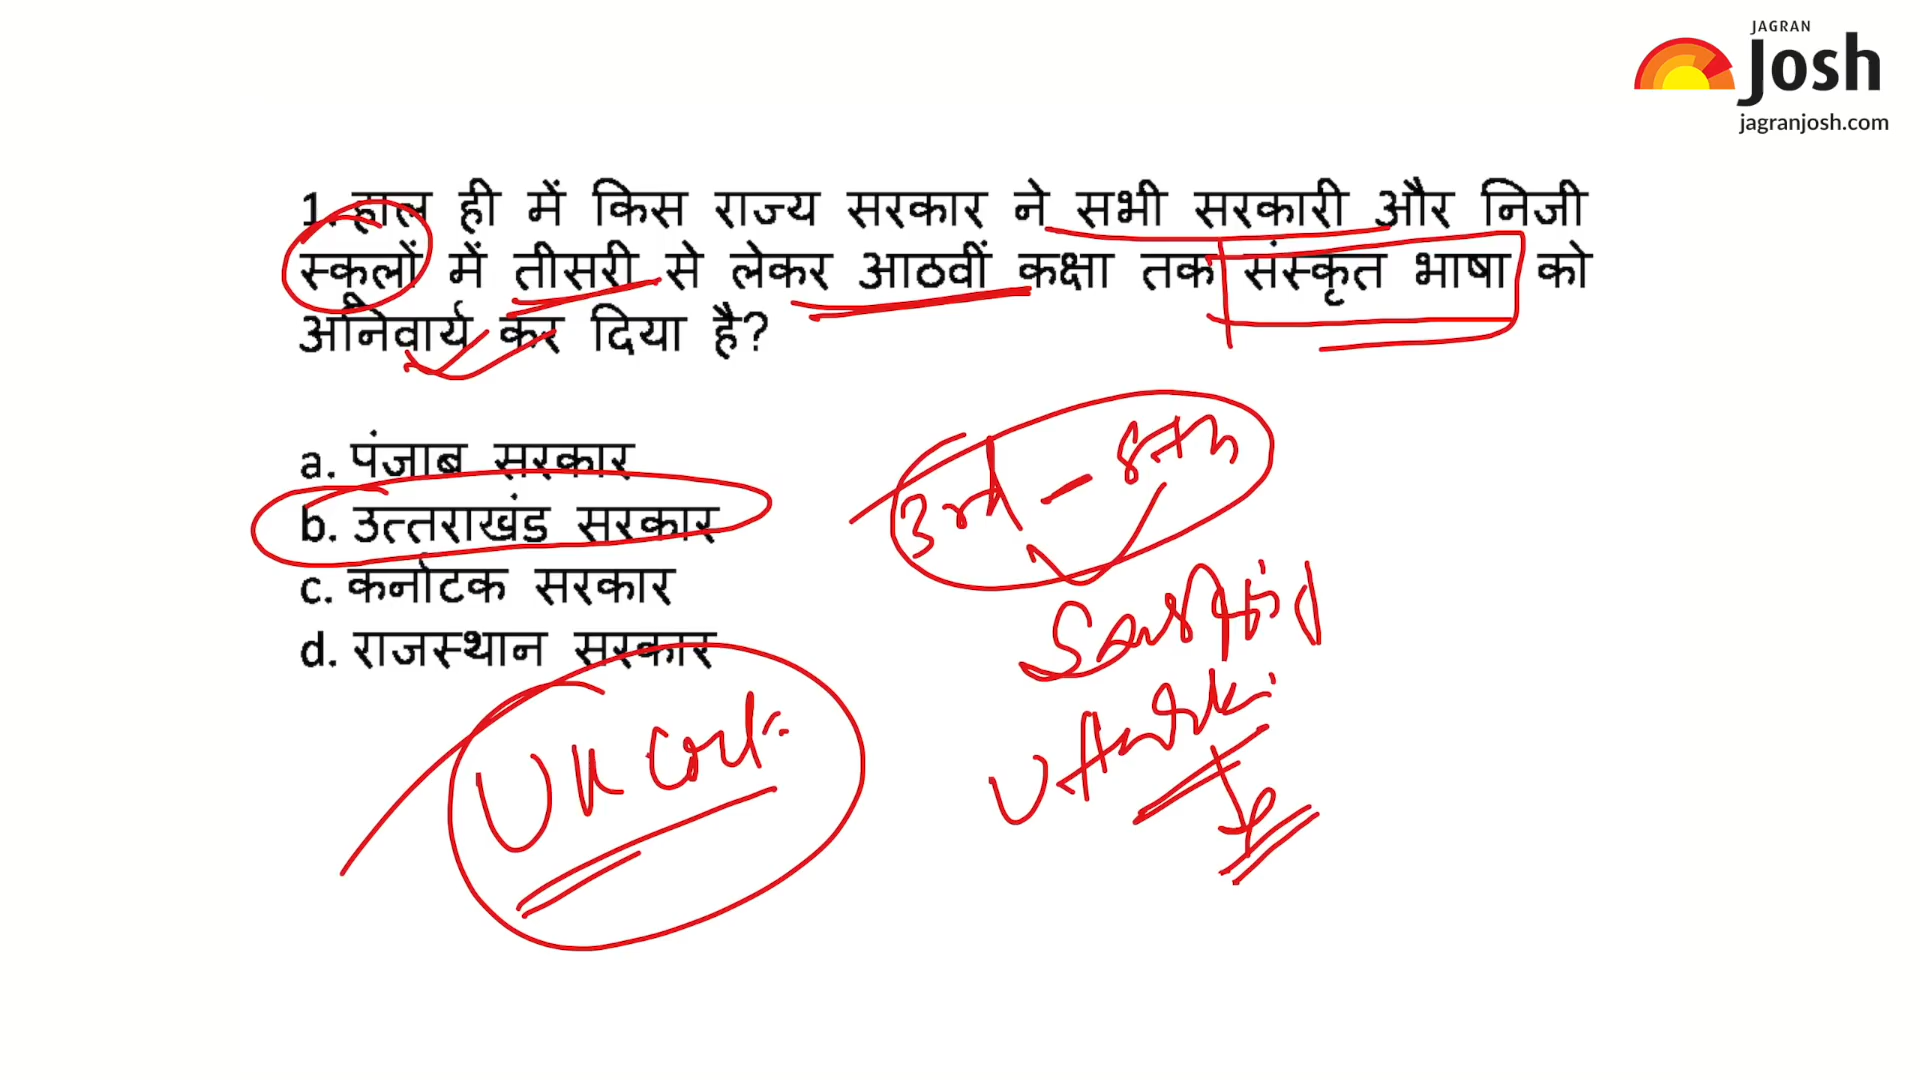 JAGRAN
Josh
jagranjosh.com
1. हाल ही में किस राज्य सरकार ने सभी सरकारी और निजी
स्कूलों में तीसरी से लेकर आठवीं कक्षा तक संस्कृत भाषा को
अनिवार्य कर दिया है?
a. पंजाब सरकार
b. उत्तराखंड सरकार
c. कर्नाटक सरकार
d. राजस्थान सरकार
3rd - 8th
UK